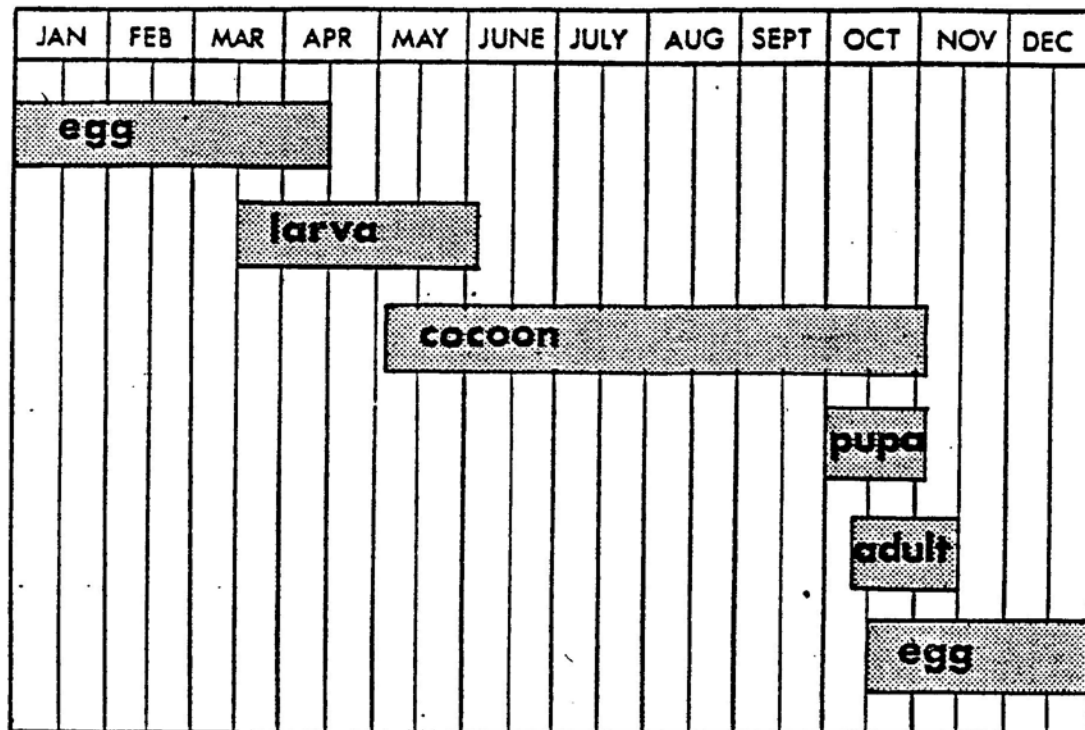 JAN FEB MAR APR MAY JUNE JULY AUG SEPT OCT NOV DEC
egg
larva
cocoon
pupa
adult
egg